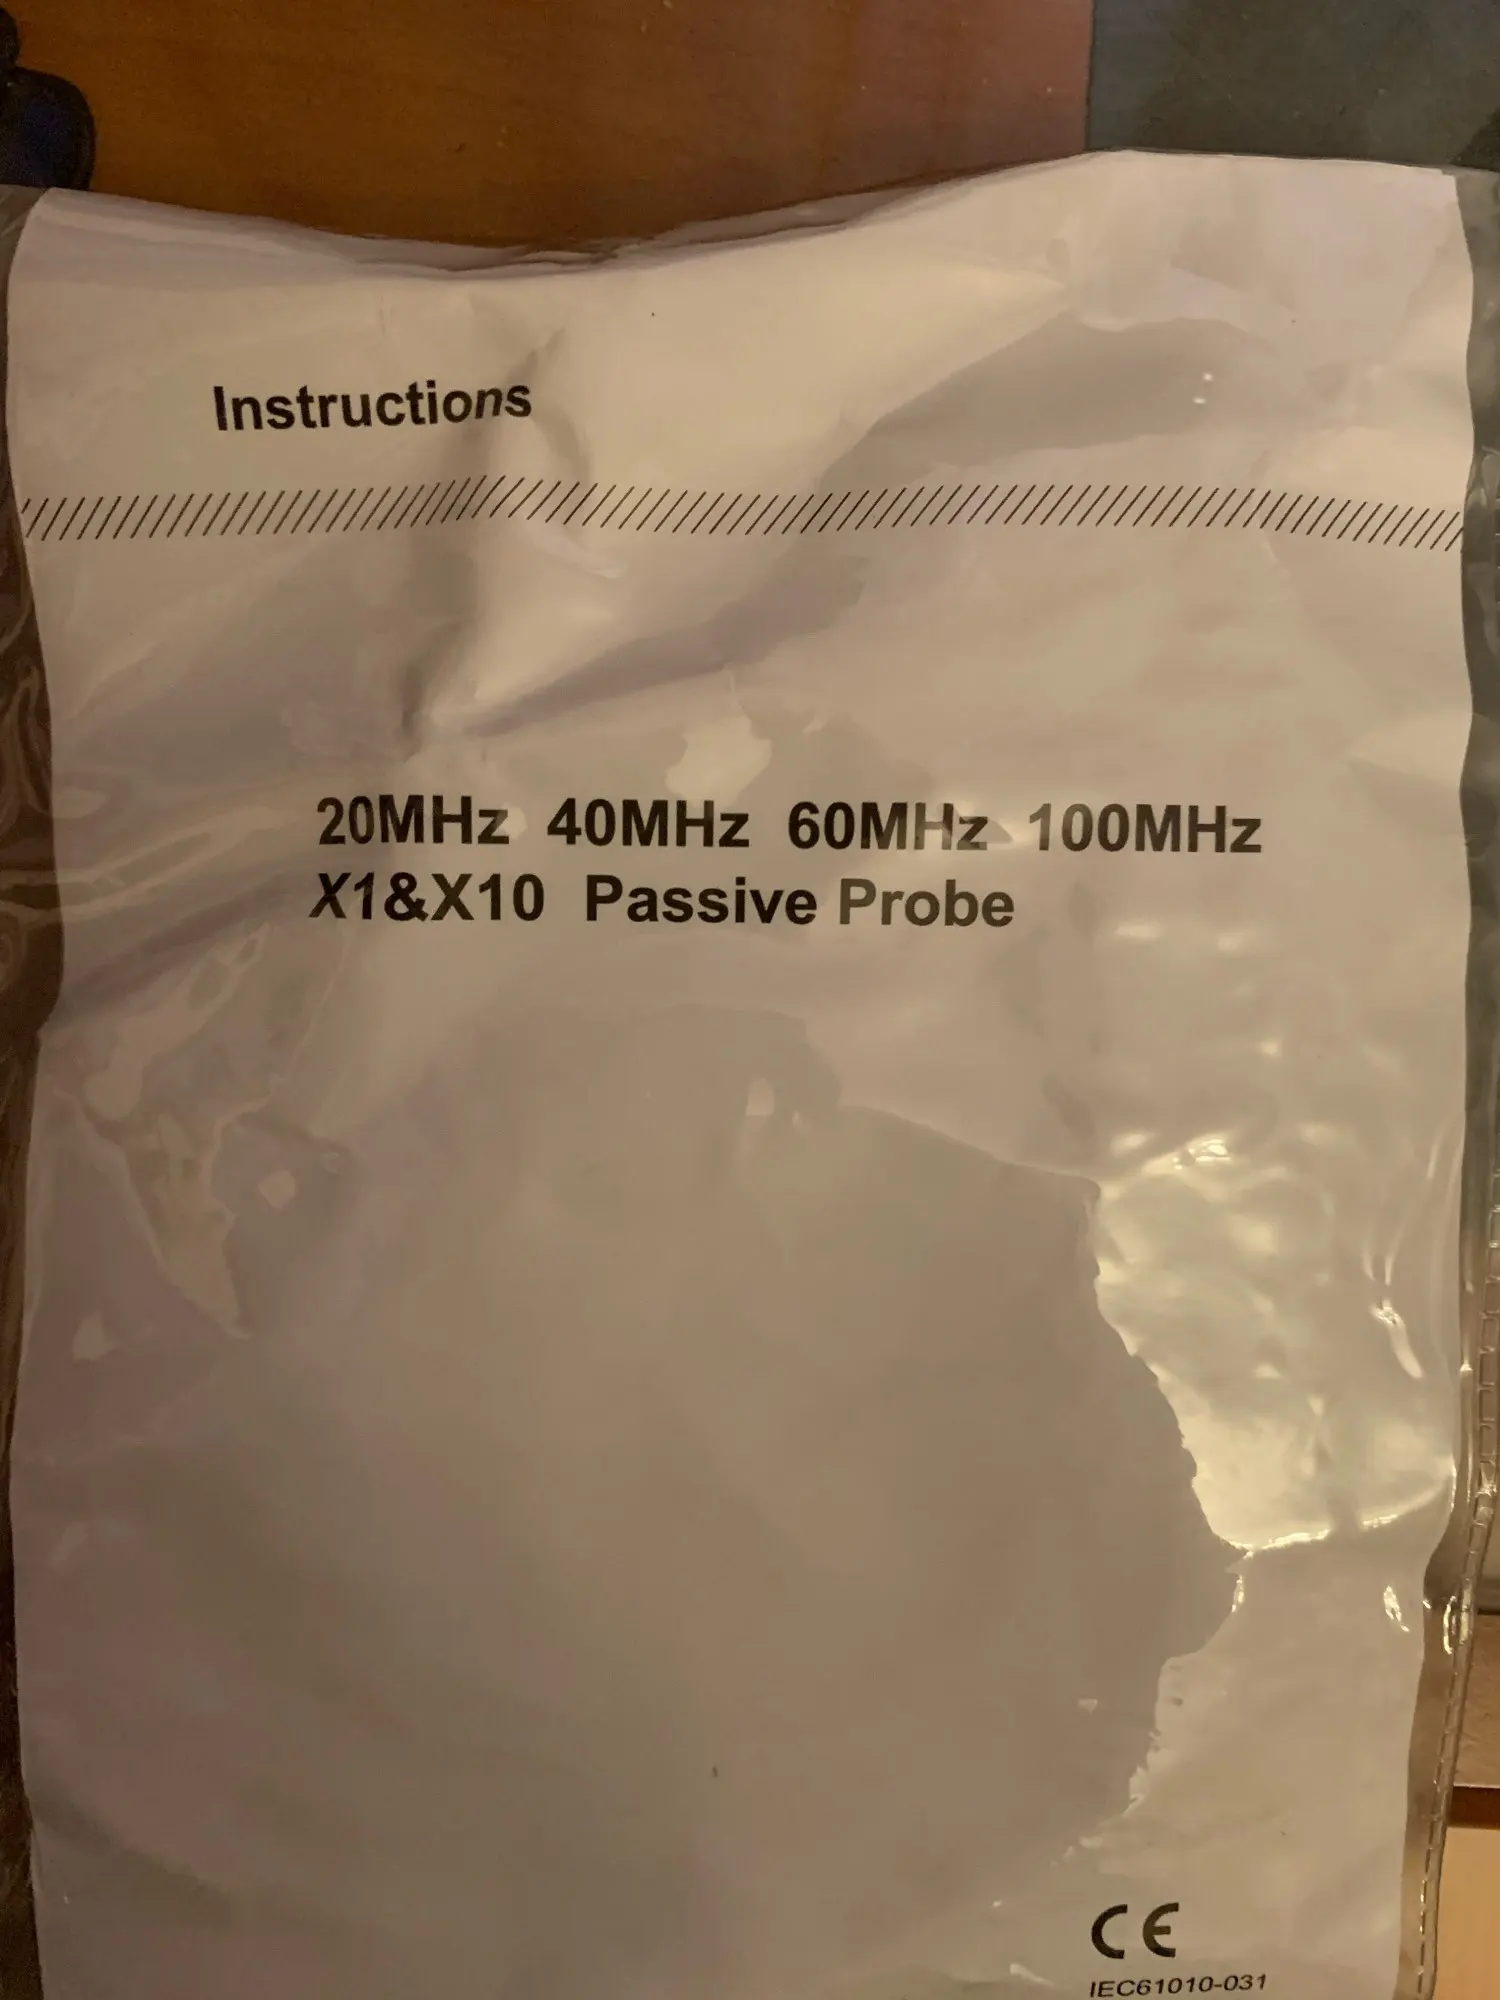 Instructions
20MHz 40MHz 60MHz 100MHz
X1&X10 Passive Probe
CE
IEC61010-031